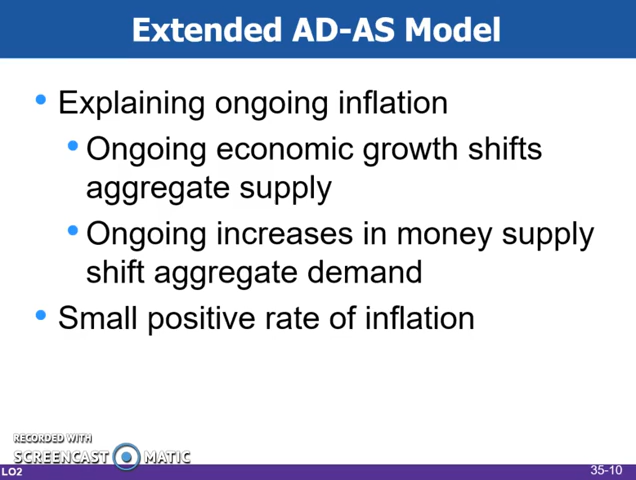 Extended AD-AS Model
• Explaining ongoing inflation
• Ongoing economic growth shifts
aggregate supply
• Ongoing increases in money supply
shift aggregate demand
• Small positive rate of inflation
RECORDED WITH
SCREENCAST MATIC
LO2
35-10